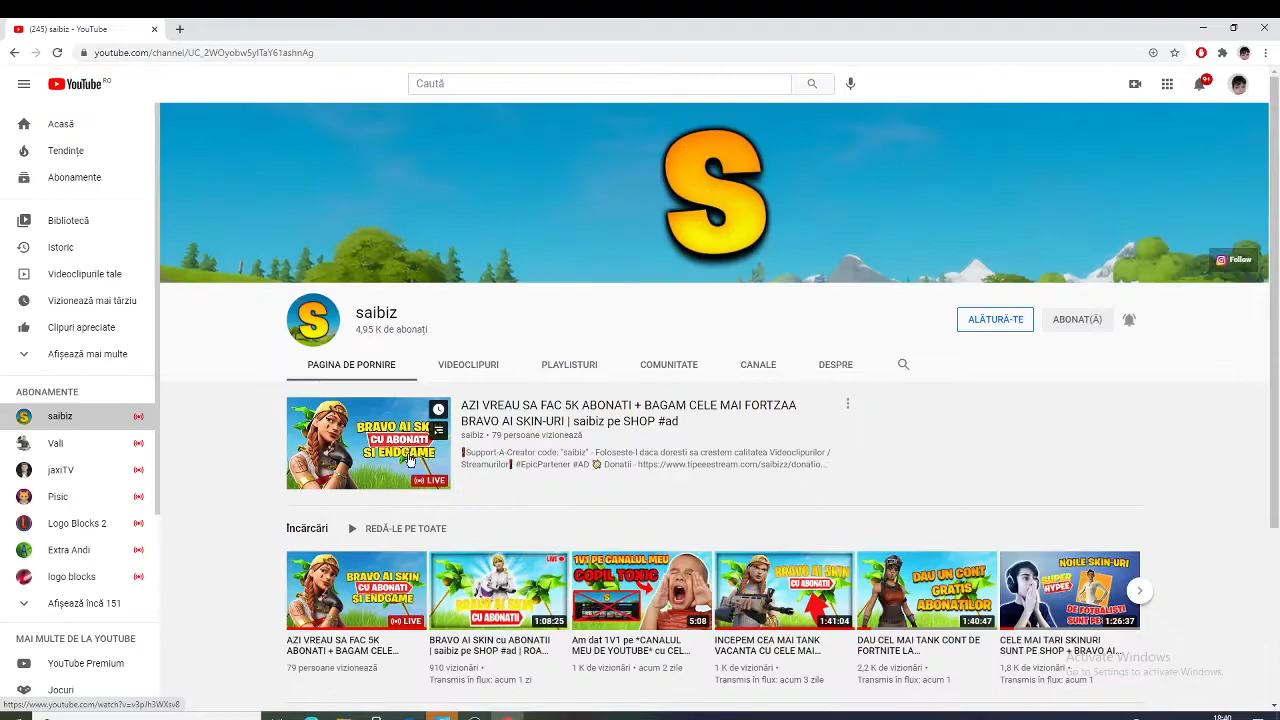 (245) saibiz - YouTube
youtube.com/channel/UC_2WOyobw5yITaY61ashnAg
YouTube RO
Caută
9+
Acasă
Tendințe
Abonamente
Bibliotecă
Istoric
Videoclipurile tale
Vizionează mai târziu
Clipuri apreciate
Afișează mai multe
ABONAMENTE
saibiz
Vali
jaxiTV
Pisic
Logo Blocks 2
Extra Andi
logo blocks
Afișează încă 151
MAI MULTE DE LA YOUTUBE
YouTube Premium
Jocuri
S
Follow
S
saibiz
4,95 K de abonați
ALĂTURĂ-TE
ABONAT(Ă)
PAGINA DE PORNIRE
VIDEOCLIPURI
PLAYLISTURI
COMUNITATE
CANALE
DESPRE
BRAVO AI SK
CU ABONATI
SI ENDGAME
LIVE
AZI VREAU SA FAC 5K ABONATI + BAGAM CELE MAI FORTZAA
BRAVO AI SKIN-URI | saibiz pe SHOP #ad
saibiz • 79 persoane vizionează
Support-A-Creator code: "saibiz" - Foloseste-l daca doresti sa crestem calitatea Videoclipurilor /
Streamurilor #EpicPartener #AD Donatii - https://www.tipeeestream.com/saibizz/donatio...
Încărcări
REDĂ-LE PE TOATE
BRAVO AI SKIN
CU ABONATI
SI ENDGAME
LIVE
AZI VREAU SA FAC 5K
ABONATI + BAGAM CELE...
79 persoane vizionează
LIVE
CU ABONATII
1:08:25
BRAVO AI SKIN cu ABONATII
| saibiz pe SHOP #ad | ROA...
910 vizionări •
Transmis în flux: acum 1 zi
1V1 PE CANALUL MEU
COPIL TOXIC
5:08
Am dat 1V1 pe *CANALUL
MEU DE YOUTUBE* cu CEL...
1 K de vizionări • acum 2 zile
BRAVO AI SKIN
CU ABONATII
1:41:04
INCEPEM CEA MAI TANK
VACANTA CU CELE MAI...
1 K de vizionări •
Transmis în flux: acum 3 zile
DAU UN CONT
GRATIS
ABONATILOR
1:40:47
DAU CEL MAI TANK CONT DE
FORTNITE LA...
2,2 K de vizionări •
Transmis în flux: acum 1
NOILE SKIN-URI
SUPER
HYPEE
DE FOTBALISTI
SUNT PE SHOP
1:26:37
CELE MAI TARI SKINURI
SUNT PE SHOP + BRAVO AI...
1,8 K de vizionări •
Transmis în flux: acum 1
Activate Windows
Go to Settings to activate Windows.
https://www.youtube.com/watch?v=v3pJh3WXsv8
18:40